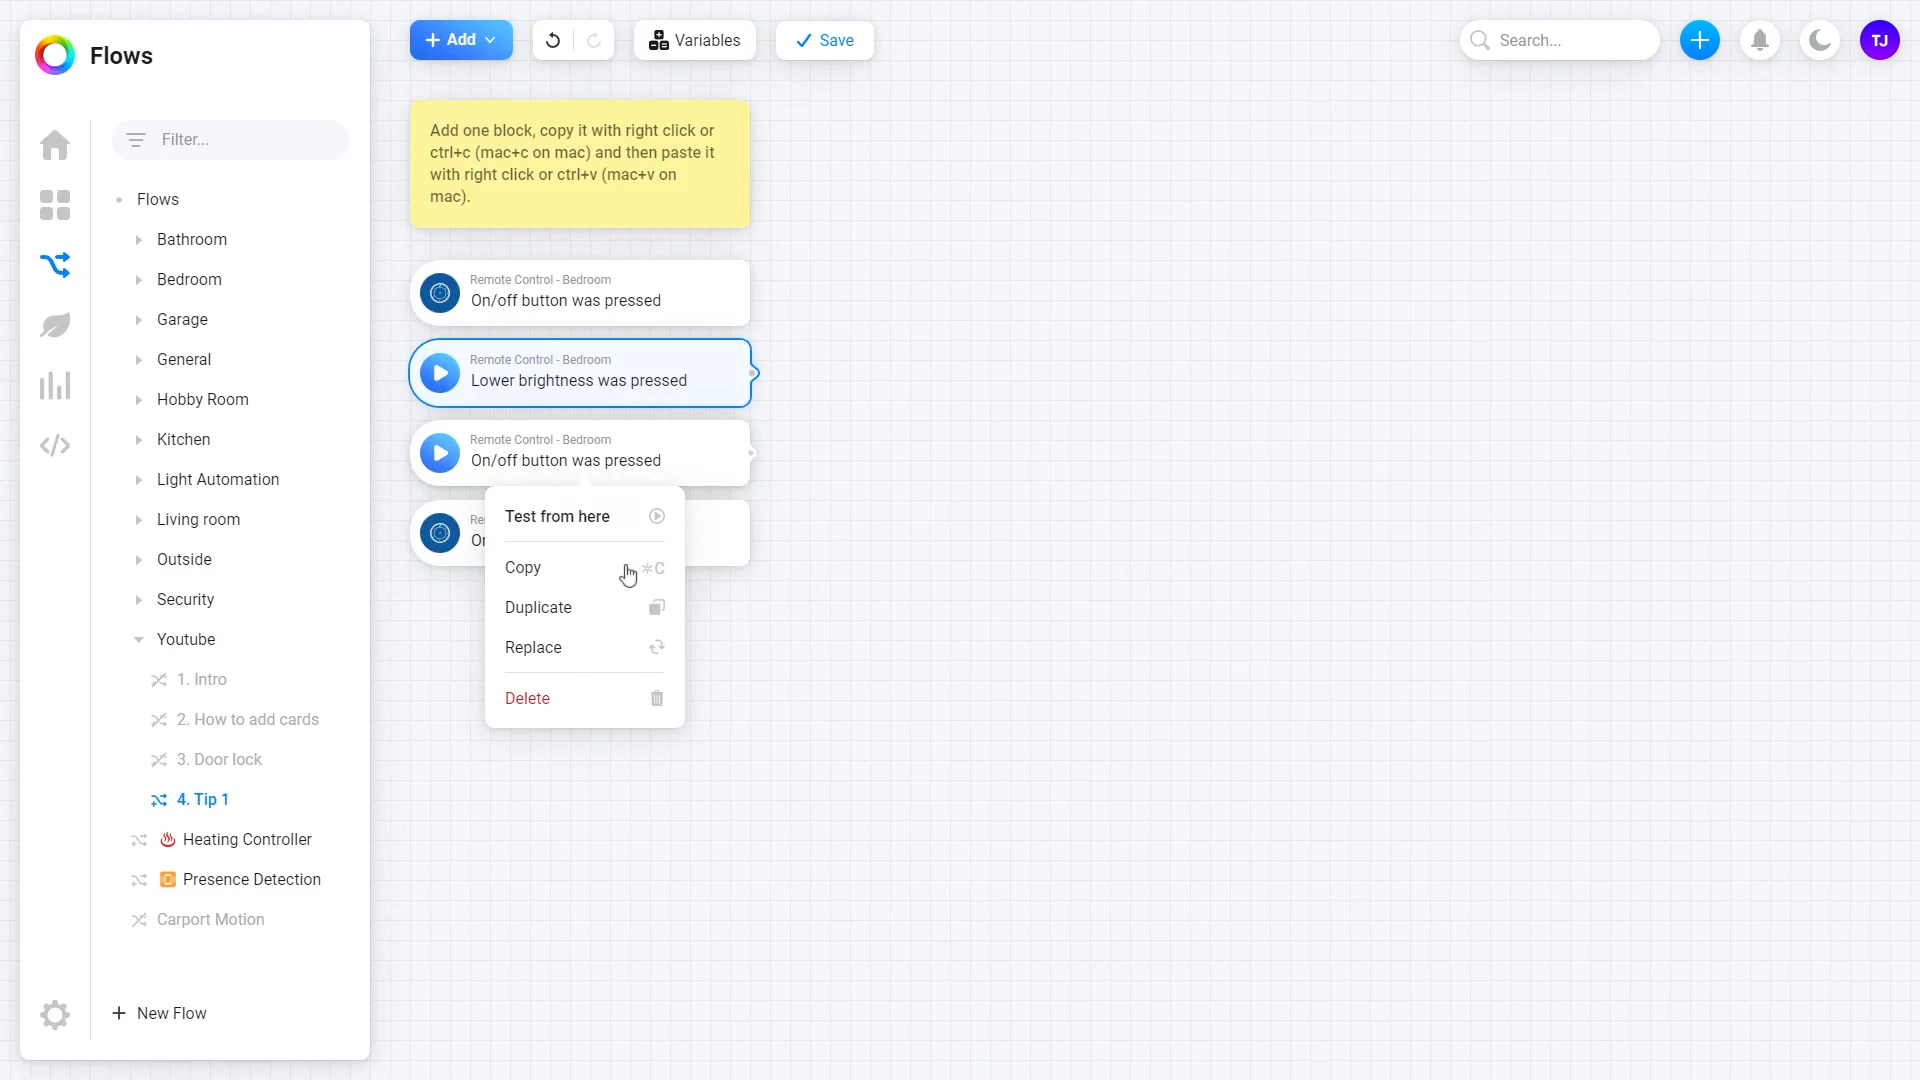 Flows
Add
Variables
Save
Search...
TJ
Filter...
Flows
Bathroom
Bedroom
Garage
General
Hobby Room
Kitchen
Light Automation
Living room
Outside
Security
Youtube
1. Intro
2. How to add cards
3. Door lock
4. Tip 1
Heating Controller
Presence Detection
Carport Motion
New Flow
Add one block, copy it with right click or
ctrl+c (mac+c on mac) and then paste it
with right click or ctrl+v (mac+v on
mac).
Remote Control - Bedroom
On/off button was pressed
Remote Control - Bedroom
Lower brightness was pressed
Remote Control - Bedroom
On/off button was pressed
Test from here
Copy ⌘C
Duplicate
Replace
Delete